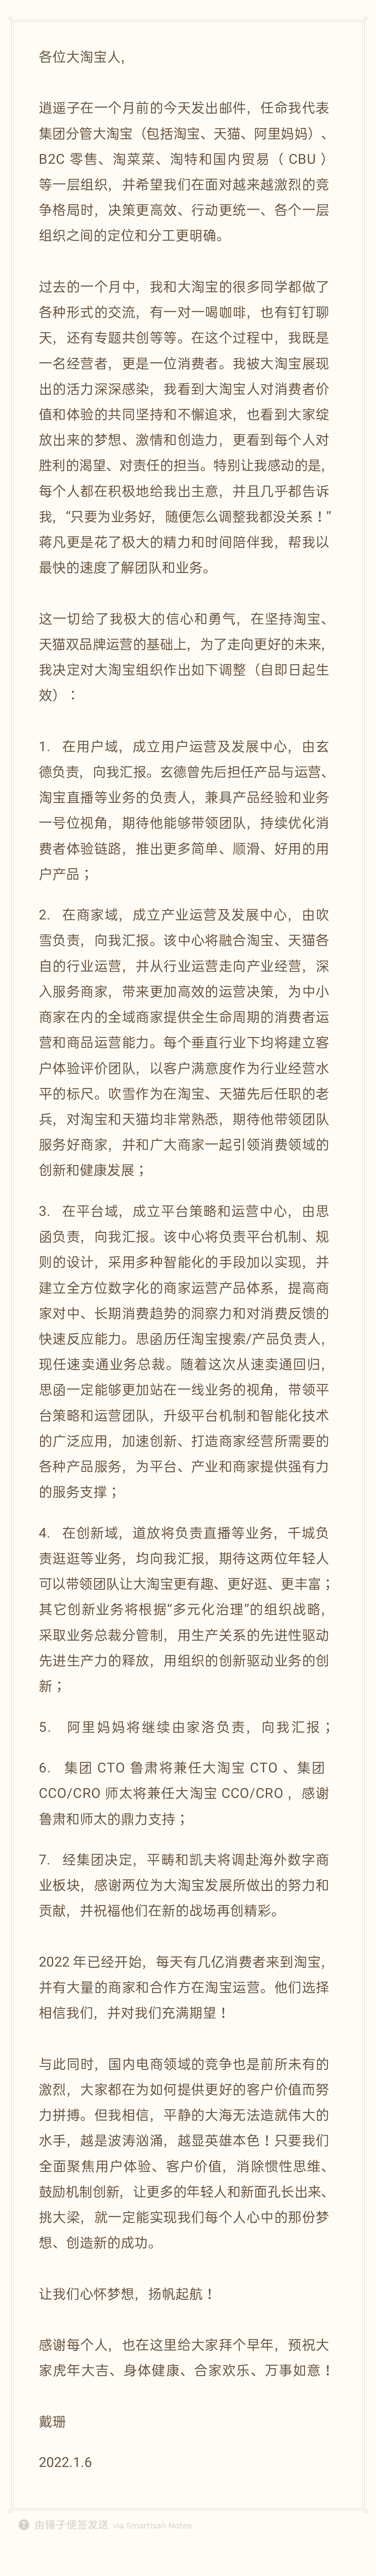 各位大淘宝人，
逍遥子在一个月前的今天发出邮件，任命我代表
集团分管大淘宝（包括淘宝、天猫、阿里妈妈）、
B2C 零售、淘菜菜、淘特和国内贸易（ CBU ）
等一层组织，并希望我们在面对越来越激烈的竞
争格局时，决策更高效、行动更统一、各个一层
组织之间的定位和分工更明确。
过去的一个月中，我和大淘宝的很多同学都做了
各种形式的交流，有一对一喝咖啡，也有钉钉聊
天，还有专题共创等等。在这个过程中，我既是
一名经营者，更是一位消费者。我被大淘宝展现
出的活力深深感染，我看到大淘宝人对消费者价
值和体验的共同坚持和不懈追求，也看到大家绽
放出来的梦想、激情和创造力，更看到每个人对
胜利的渴望、对责任的担当。特别让我感动的是，
每个人都在积极地给我出主意，并且几乎都告诉
我，“只要为业务好，随便怎么调整我都没关系！”
蒋凡更是花了极大的精力和时间陪伴我，帮我以
最快的速度了解团队和业务。
这一切给了我极大的信心和勇气，在坚持淘宝、
天猫双品牌运营的基础上，为了走向更好的未来，
我决定对大淘宝组织作出如下调整（自即日起生
效）：
1. 在用户域，成立用户运营及发展中心，由玄
德负责，向我汇报。玄德曾先后担任产品与运营、
淘宝直播等业务的负责人，兼具产品经验和业务
一号位视角，期待他能够带领团队，持续优化消
费者体验链路，推出更多简单、顺滑、好用的用
户产品；
2. 在商家域，成立产业运营及发展中心，由吹
雪负责，向我汇报。该中心将融合淘宝、天猫各
自的行业运营，并从行业运营走向产业经营，深
入服务商家，带来更加高效的运营决策，为中小
商家在内的全域商家提供全生命周期的消费者运
营和商品运营能力。每个垂直行业下均将建立客
户体验评价团队，以客户满意度作为行业经营水
平的标尺。吹雪作为在淘宝、天猫先后任职的老
兵，对淘宝和天猫均非常熟悉，期待他带领团队
服务好商家，并和广大商家一起引领消费领域的
创新和健康发展；
3. 在平台域，成立平台策略和运营中心，由思
函负责，向我汇报。该中心将负责平台机制、规
则的设计，采用多种智能化的手段加以实现，并
建立全方位数字化的商家运营产品体系，提高商
家对中、长期消费趋势的洞察力和对消费反馈的
快速反应能力。思函历任淘宝搜索/产品负责人，
现任速卖通业务总裁。随着这次从速卖通回归，
思函一定能够更加站在一线业务的视角，带领平
台策略和运营团队，升级平台机制和智能化技术
的广泛应用，加速创新、打造商家经营所需要的
各种产品服务，为平台、产业和商家提供强有力
的服务支撑；
4. 在创新域，道放将负责直播等业务，千城负
责逛逛等业务，均向我汇报，期待这两位年轻人
可以带领团队让大淘宝更有趣、更好逛、更丰富；
其它创新业务将根据“多元化治理”的组织战略，
采取业务总裁分管制，用生产关系的先进性驱动
先进生产力的释放，用组织的创新驱动业务的创
新；
5. 阿里妈妈将继续由家洛负责，向我汇报；
6. 集团 CTO 鲁肃将兼任大淘宝 CTO 、集团
CCO/CRO 师太将兼任大淘宝 CCO/CRO ，感谢
鲁肃和师太的鼎力支持；
7. 经集团决定，平畴和凯夫将调赴海外数字商
业板块，感谢两位为大淘宝发展所做出的努力和
贡献，并祝福他们在新的战场再创精彩。
2022 年已经开始，每天有几亿消费者来到淘宝，
并有大量的商家和合作方在淘宝运营。他们选择
相信我们，并对我们充满期望！
与此同时，国内电商领域的竞争也是前所未有的
激烈，大家都在为如何提供更好的客户价值而努
力拼搏。但我相信，平静的大海无法造就伟大的
水手，越是波涛汹涌，越显英雄本色！只要我们
全面聚焦用户体验、客户价值，消除惯性思维、
鼓励机制创新，让更多的年轻人和新面孔长出来、
挑大梁，就一定能实现我们每个人心中的那份梦
想、创造新的成功。
让我们心怀梦想，扬帆起航！
感谢每个人，也在这里给大家拜个早年，预祝大
家虎年大吉、身体健康、合家欢乐、万事如意！
戴珊
2022.1.6
由锤子便签发送 via Smartisan Notes